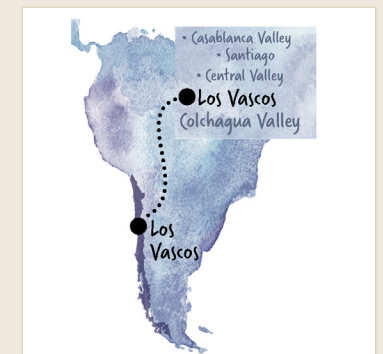 • Casablanca Valley
• Santiago
• Central Valley
Los Vascos
Colchagua Valley
Los
Vascos